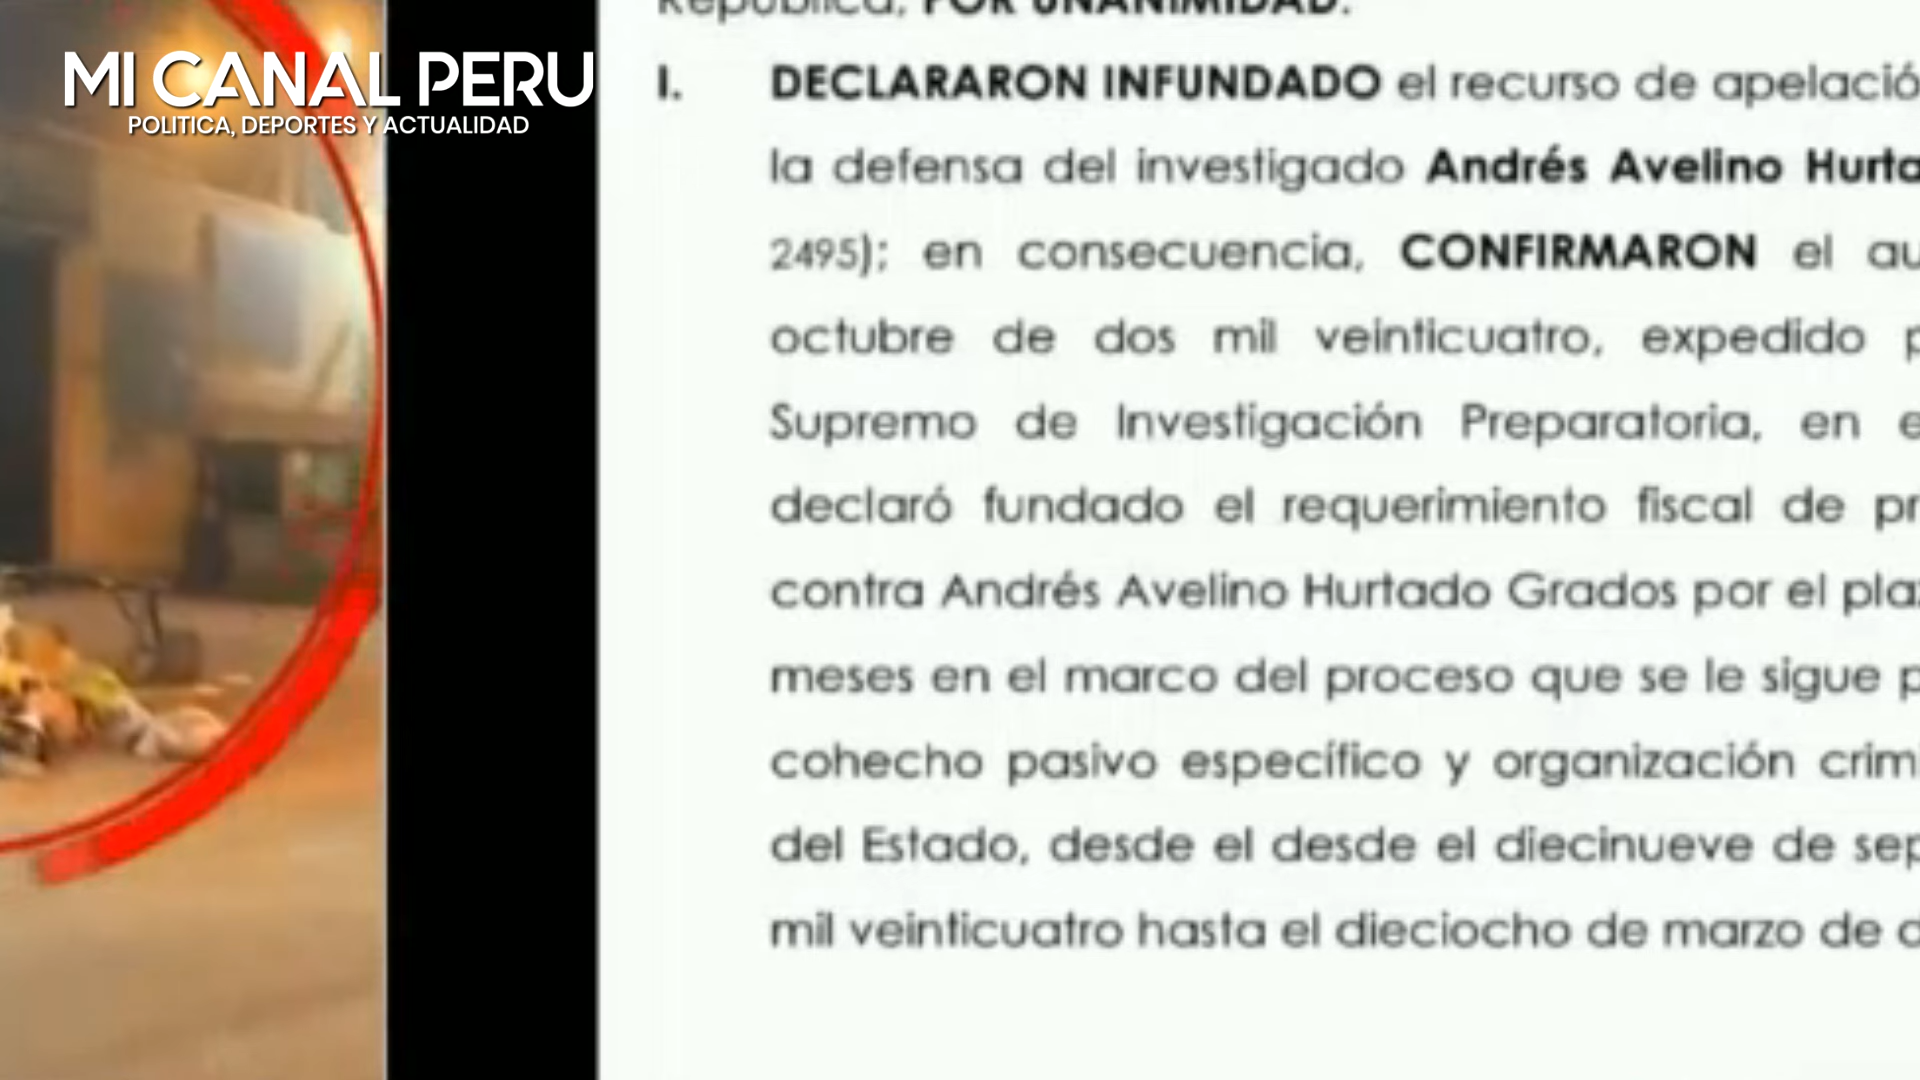 MI CANAL PERU
POLITICA, DEPORTES Y ACTUALIDAD
República, POR UNANIMIDAD.
I. DECLARARON INFUNDADO el recurso de apelació
la defensa del investigado Andrés Avelino Hurta
2495); en consecuencia, CONFIRMARON el au
octubre de dos mil veinticuatro, expedido p
Supremo de Investigación Preparatoria, en e
declaró fundado el requerimiento fiscal de pr
contra Andrés Avelino Hurtado Grados por el pla
meses en el marco del proceso que se le sigue p
cohecho pasivo específico y organización crim
del Estado, desde el desde el diecinueve de sep
mil veinticuatro hasta el dieciocho de marzo de d